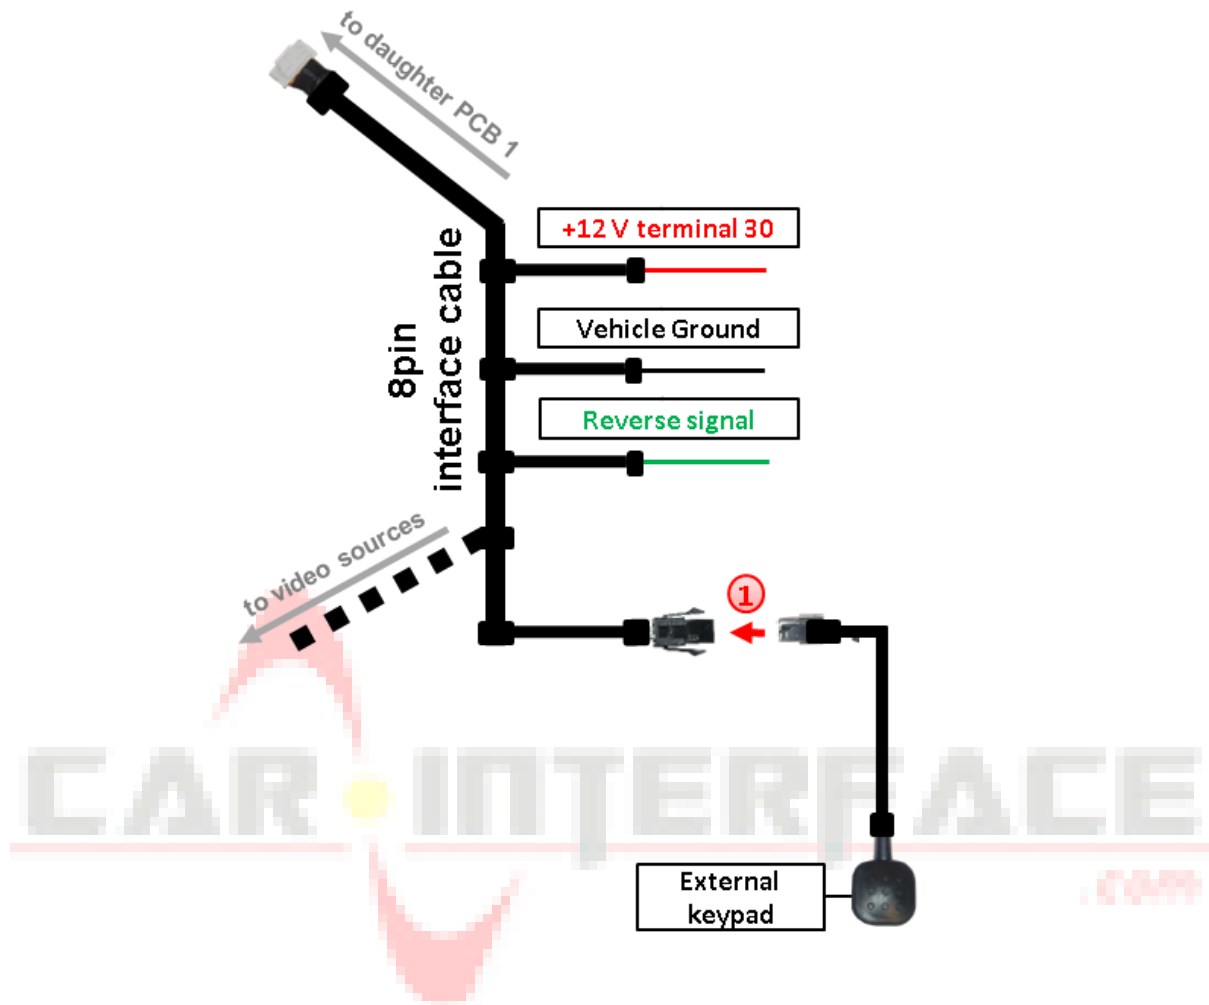 to daughter PCB 1
+12 V terminal 30
Vehicle Ground
Reverse signal
8pin
interface cable
to video sources
1
CAR INTERFACE
.com
External
keypad